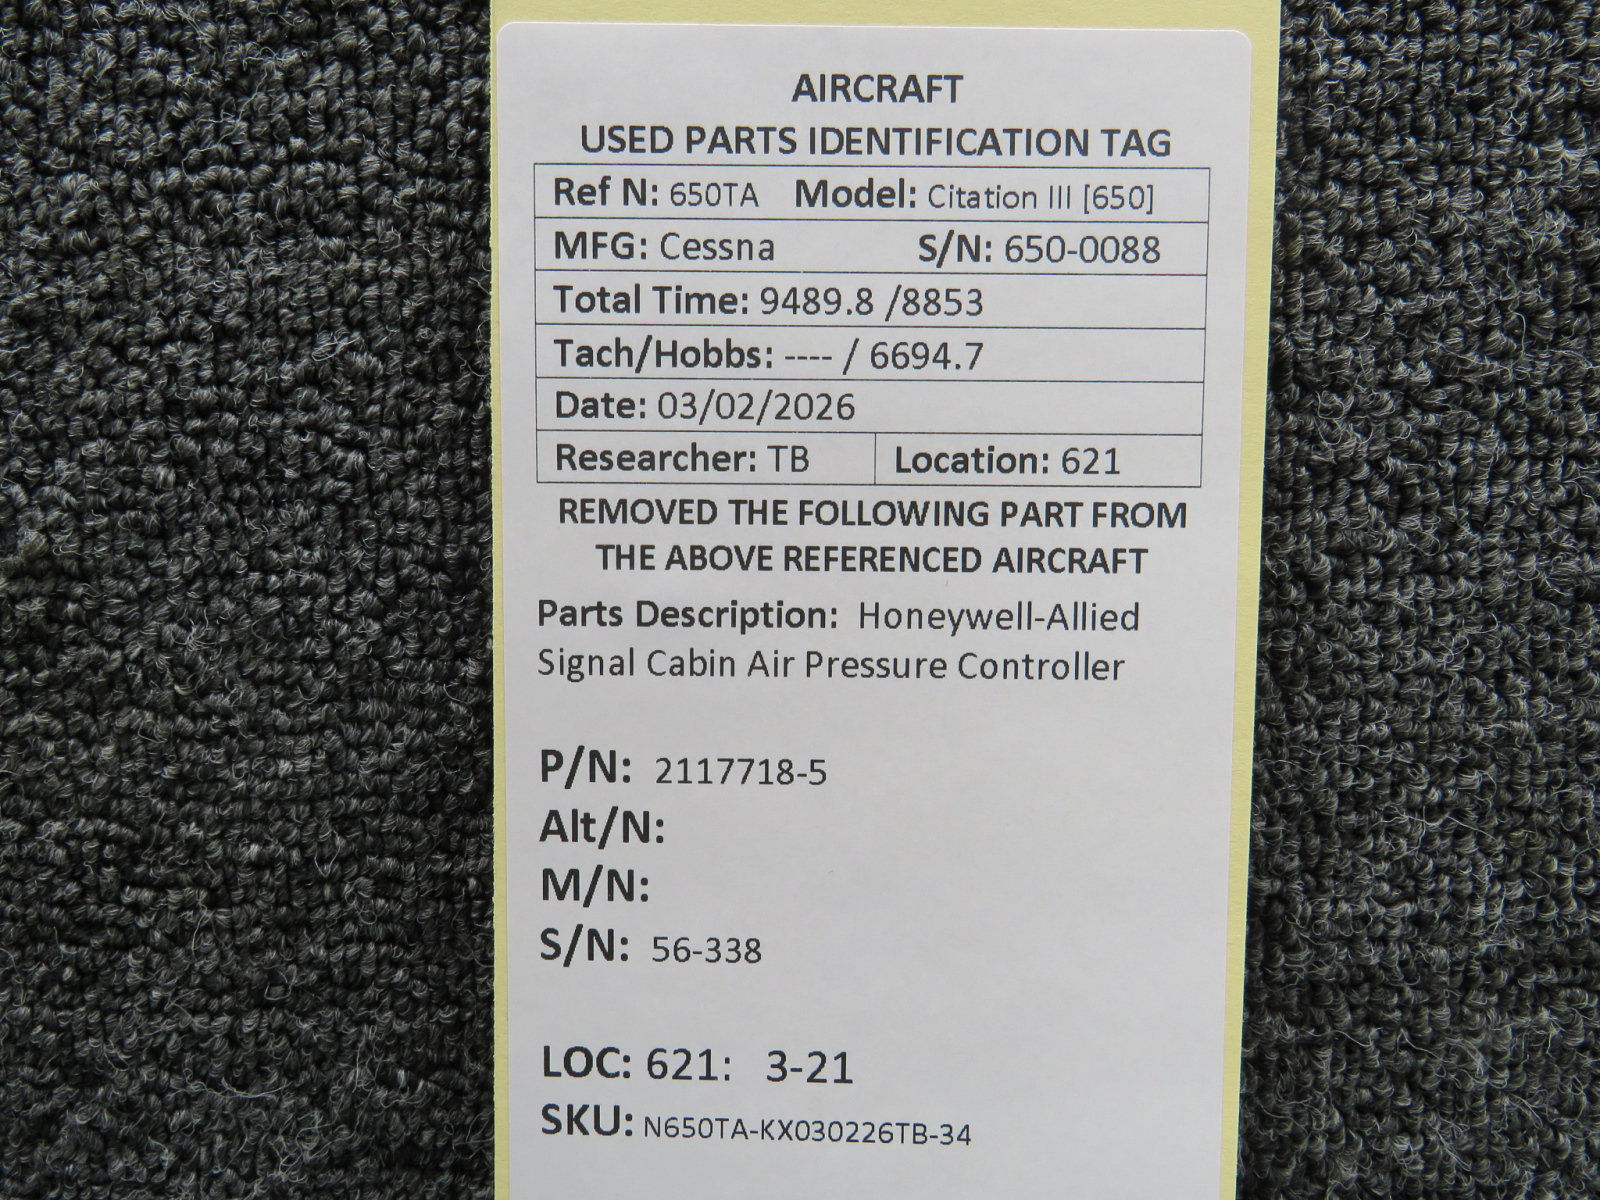 AIRCRAFT
USED PARTS IDENTIFICATION TAG
Ref N: 650TA Model: Citation III [650]
MFG: Cessna S/N: 650-0088
Total Time: 9489.8 /8853
Tach/Hobbs: ---- / 6694.7
Date: 03/02/2026
Researcher: TB Location: 621
REMOVED THE FOLLOWING PART FROM
THE ABOVE REFERENCED AIRCRAFT
Parts Description: Honeywell-Allied
Signal Cabin Air Pressure Controller
P/N: 2117718-5
Alt/N:
M/N:
S/N: 56-338
LOC: 621: 3-21
SKU: N650TA-KX030226TB-34